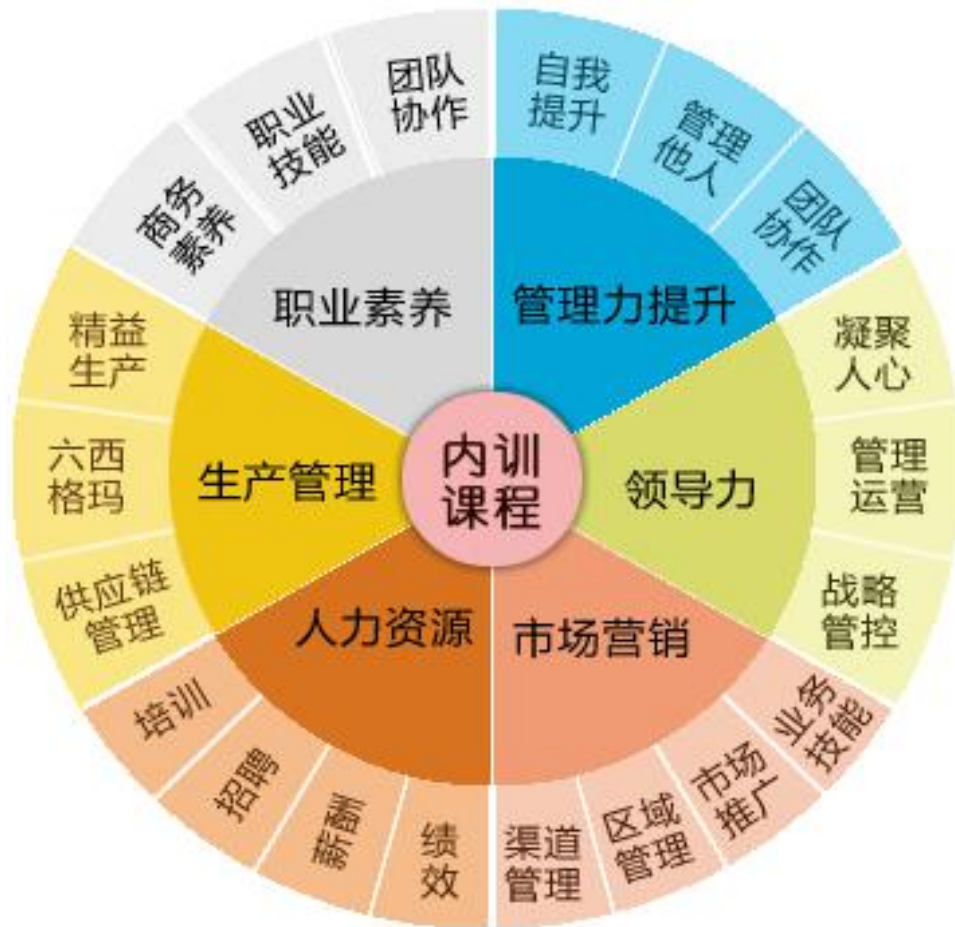 内训
课程
管理力提升
自我
提升
管理
他人
团队
协作
领导力
凝聚
人心
管理
运营
战略
管控
市场营销
业务
技能
市场
推广
区域
管理
渠道
管理
人力资源
绩
效
薪酬
招聘
培训
生产管理
供应链
管理
六西
格玛
精益
生产
职业素养
商务
素养
职业
技能
团队
协作